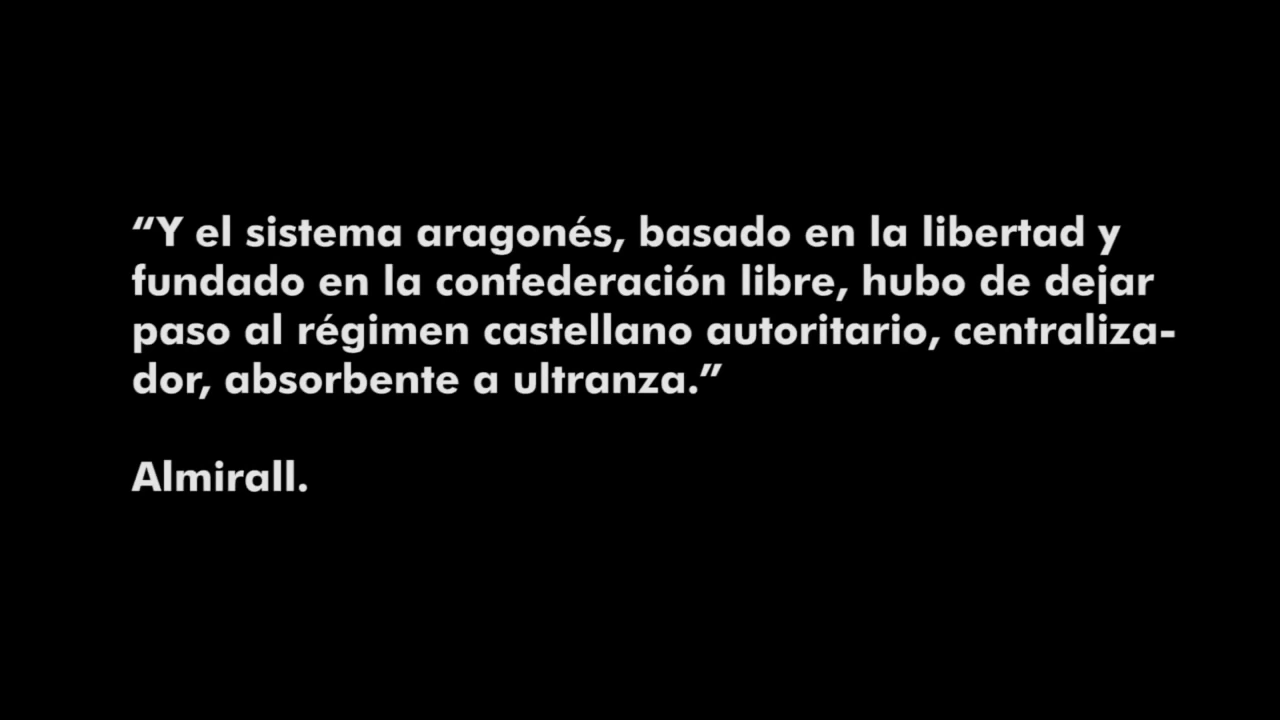 “Y el sistema aragonés, basado en la libertad y
fundado en la confederación libre, hubo de dejar
paso al régimen castellano autoritario, centraliza-
dor, absorbente a ultranza.”
Almirall.